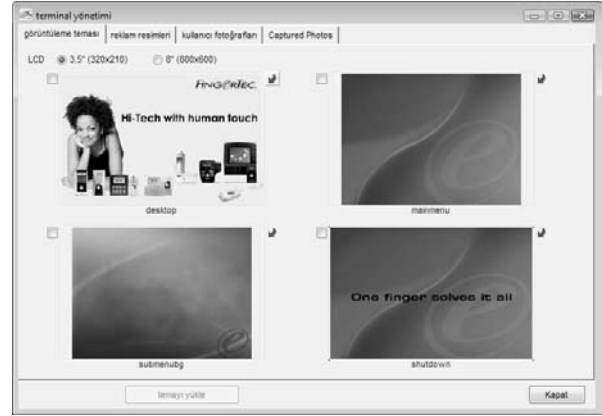 terminal yönetimi
görüntüleme teması reklam resimleri kullanıcı fotoğrafları Captured Photos
LCD 3.5" (320x210) 8" (800x600)
FINGERTEC
Hi-Tech with human touch
desktop
mainmenu
One finger solves it all
submenubg
shutdown
temayı yükle
Kapat